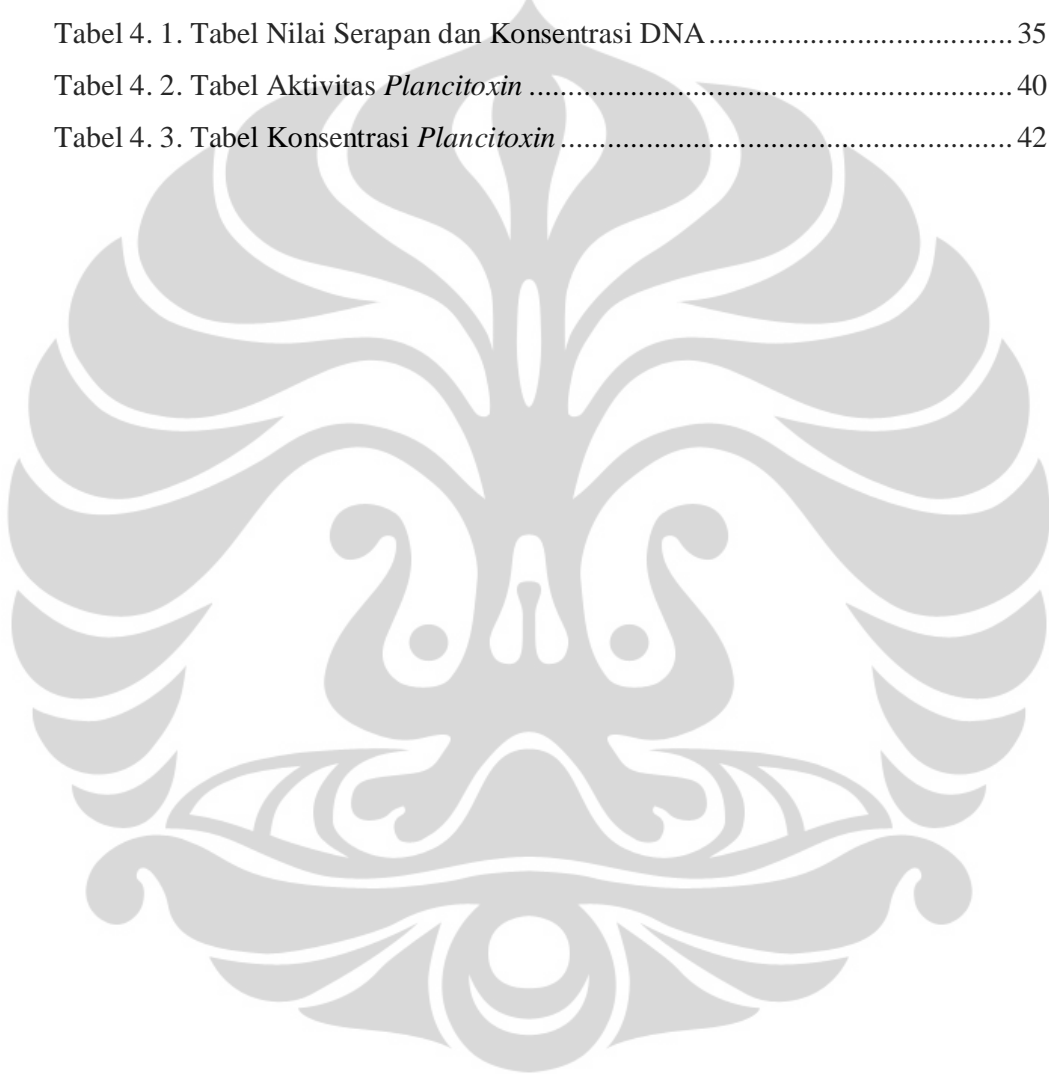 Tabel 4. 1. Tabel Nilai Serapan dan Konsentrasi DNA.................................... 35
Tabel 4. 2. Tabel Aktivitas Plancitoxin ........................................................... 40
Tabel 4. 3. Tabel Konsentrasi Plancitoxin ....................................................... 42